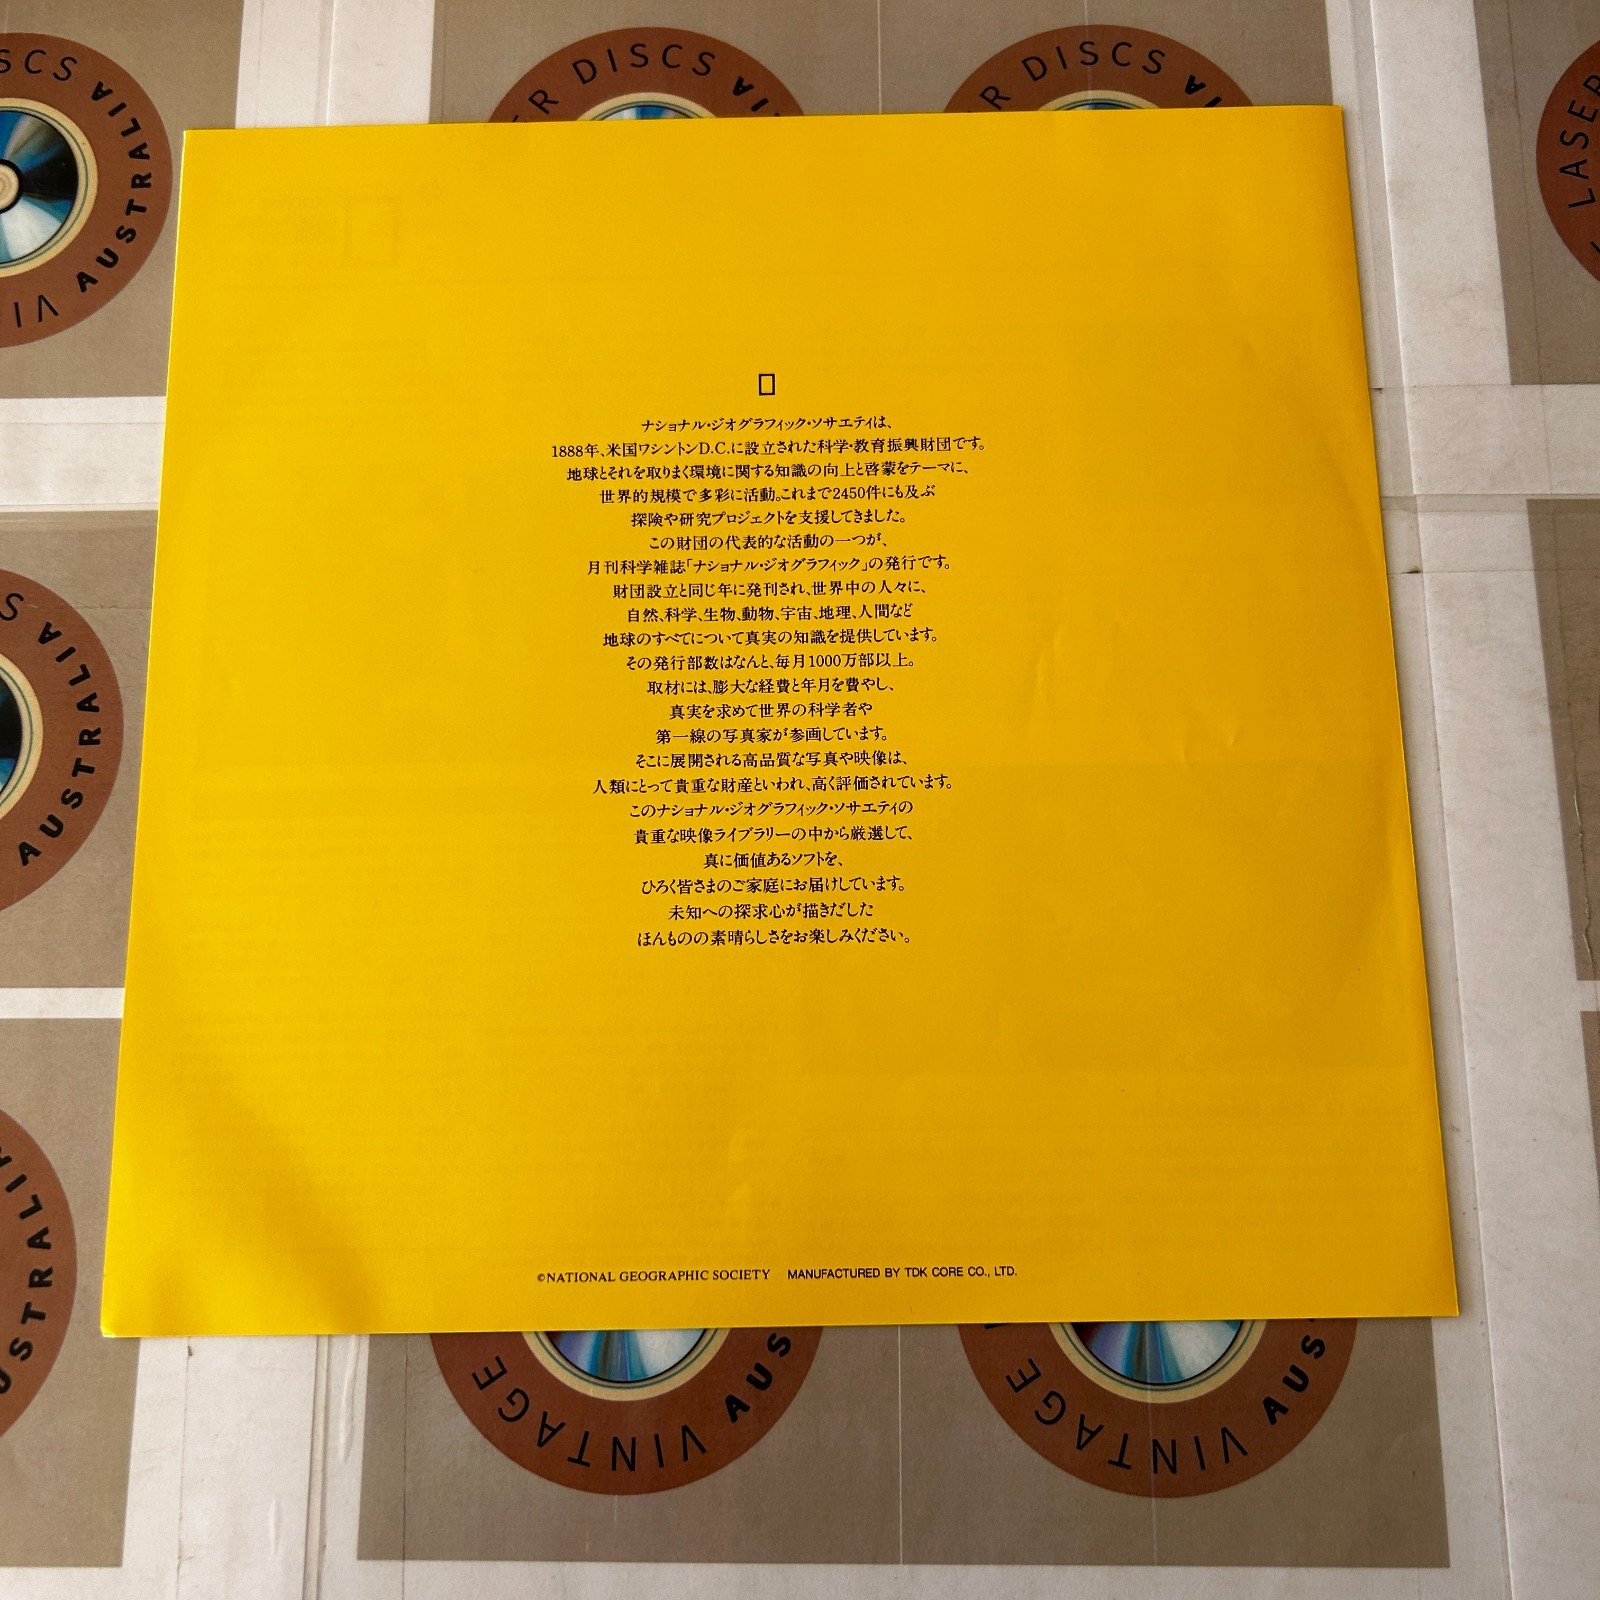 ナショナル・ジオグラフィック・ソサエティは、
1888年、米国ワシントンD.C.に設立された科学・教育振興財団です。
地球とそれを取りまく環境に関する知識の向上と啓蒙をテーマに、
世界的規模で多彩に活動。これまで2450件にも及ぶ
探険や研究プロジェクトを支援してきました。
この財団の代表的な活動の一つが、
月刊科学雑誌「ナショナル・ジオグラフィック」の発行です。
財団設立と同じ年に発刊され、世界中の人々に、
自然、科学、生物、動物、宇宙、地理、人間など
地球のすべてについて真実の知識を提供しています。
その発行部数はなんと、毎月1000万部以上。
取材には、膨大な経費と年月を費やし、
真実を求めて世界の科学者や
第一線の写真家が参画しています。
そこに展開される高品質な写真や映像は、
人類にとって貴重な財産といわれ、高く評価されています。
このナショナル・ジオグラフィック・ソサエティの
貴重な映像ライブラリーの中から厳選して、
真に価値あるソフトを、
ひろく皆さまのご家庭にお届けしています。
未知への探求心が描きだした
ほんものの素晴らしさをお楽しみください。
©NATIONAL GEOGRAPHIC SOCIETY MANUFACTURED BY TDK CORE CO., LTD.
DISCS
DISCS
AUSTRALIA
LASER
AUSTRALIA
AUSTRALIA
VINTAGE AUS
VINTAGE AUS